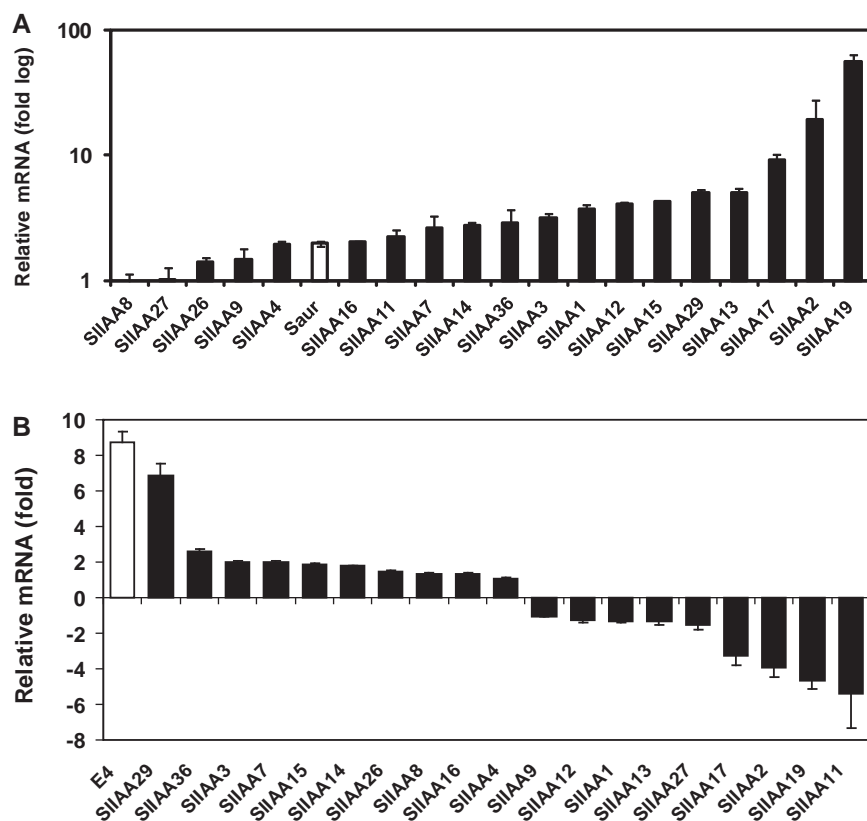 A
Relative mRNA (fold log)
100
10
1
SlIAA8
SlIAA27
SlIAA26
SlIAA9
SlIAA4
Saur
SlIAA16
SlIAA11
SlIAA7
SlIAA14
SlIAA36
SlIAA3
SlIAA1
SlIAA12
SlIAA15
SlIAA29
SlIAA13
SlIAA17
SlIAA2
SlIAA19
B
Relative mRNA (fold)
10
8
6
4
2
0
-2
-4
-6
-8
E4
SlIAA29
SlIAA36
SlIAA3
SlIAA7
SlIAA15
SlIAA14
SlIAA26
SlIAA8
SlIAA16
SlIAA4
SlIAA9
SlIAA12
SlIAA1
SlIAA13
SlIAA27
SlIAA17
SlIAA2
SlIAA19
SlIAA11